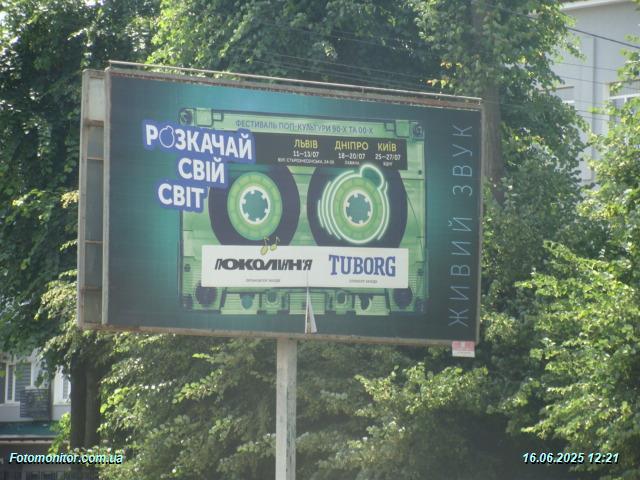 ФЕСТИВАЛЬ ПОП-КУЛЬТУРИ 90-Х ТА 00-Х
РОЗКАЧАЙ
СВІЙ
СВІТ
ЛЬВІВ
11–13/07
ДНІПРО
18–20/07
КИЇВ
25–27/07
ВДНГ
ПОКОЛІННЯ
TUBORG
ЖИВИЙ ЗВУК
Fotomonitor.com.ua
16.06.2025 12:21